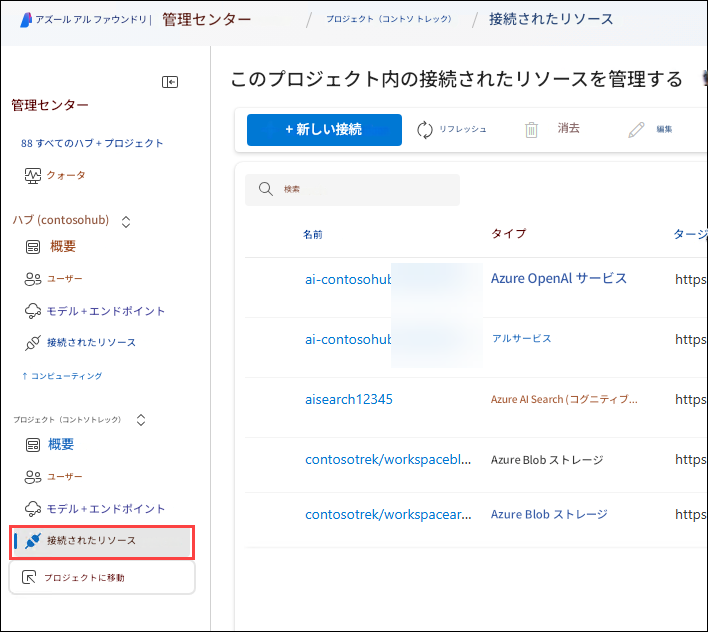 アズール アル ファウンドリ | 管理センター / プロジェクト（コントソ トレック） / 接続されたリソース
管理センター
88 すべてのハブ + プロジェクト
クォータ
ハブ (contosohub)
概要
ユーザー
モデル + エンドポイント
接続されたリソース
↑ コンピューティング
プロジェクト（コントソトレック）
概要
ユーザー
モデル + エンドポイント
接続されたリソース
プロジェクトに移動
このプロジェクト内の接続されたリソースを管理する
+ 新しい接続 リフレッシュ 消去 編集
検索
名前 タイプ タージ
ai-contosohub Azure OpenAI サービス https
ai-contosohub アルサービス https
aisearch12345 Azure AI Search (コグニティブ... https
contosotrek/workspacebl... Azure Blob ストレージ https
contosotrek/workspacear... Azure Blob ストレージ https